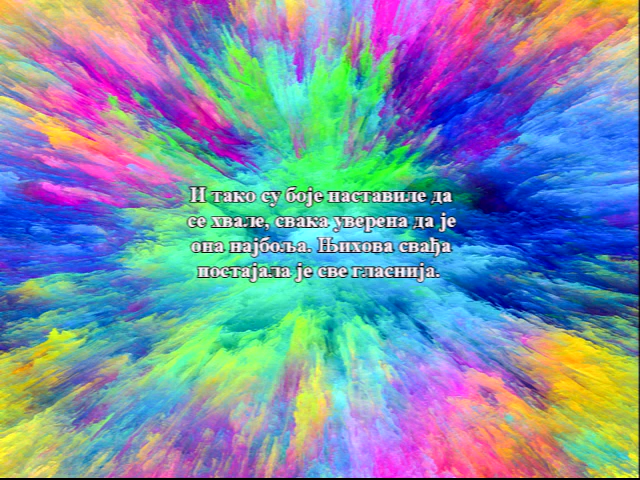 И тако су боје наставиле да
се хвале, свака уверена да је
она најбоља. Њихова свађа
постајала је све гласнија.